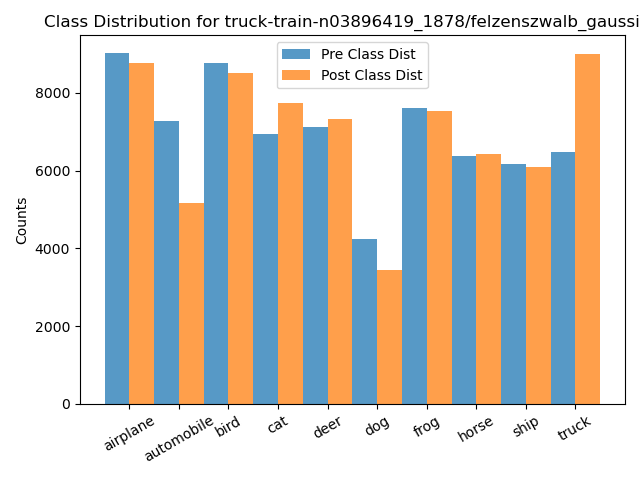 Class Distribution for truck-train-n03896419_1878/felzenszwalb_gaussi
Pre Class Dist
Post Class Dist
Counts
8000
6000
4000
2000
0
airplane
automobile
bird
cat
deer
dog
frog
horse
ship
truck